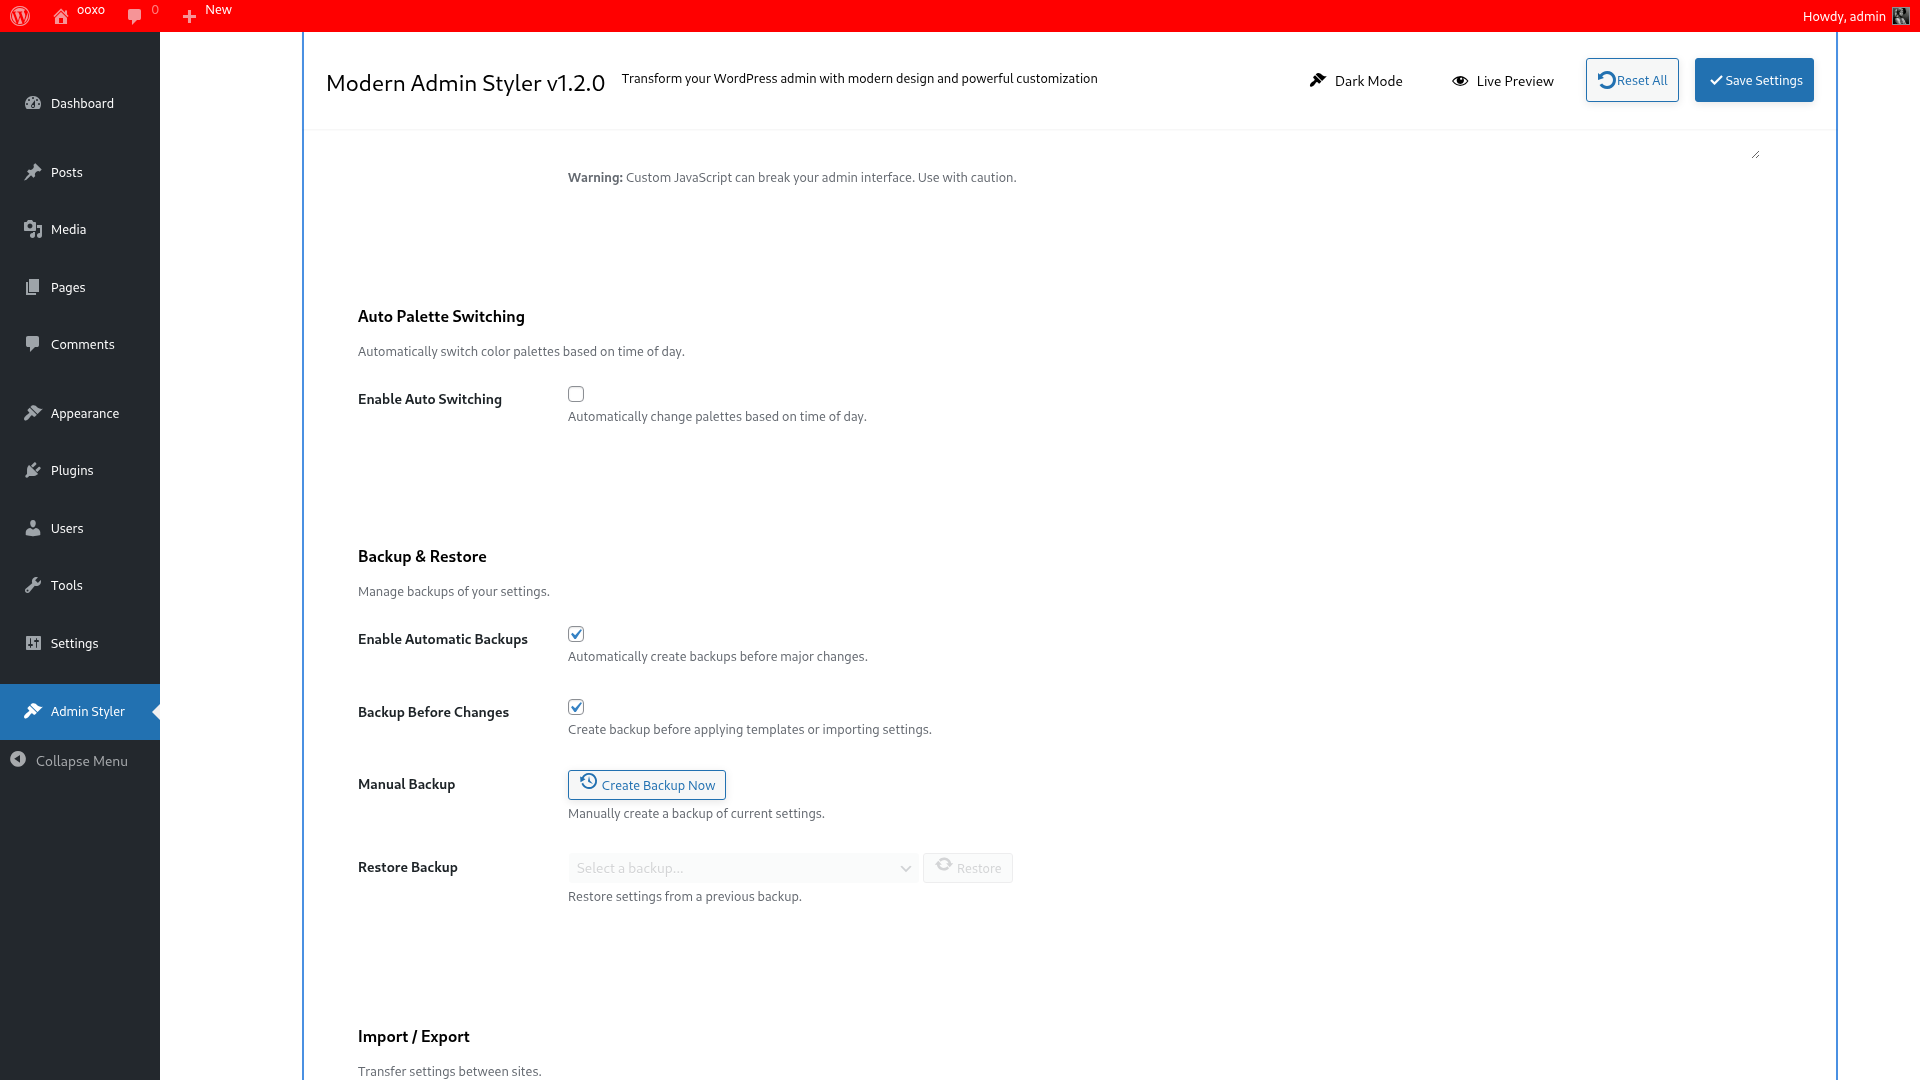 ooxo
0
New
Howdy, admin
Dashboard
Posts
Media
Pages
Comments
Appearance
Plugins
Users
Tools
Settings
Admin Styler
Collapse Menu
Modern Admin Styler v1.2.0
Transform your WordPress admin with modern design and powerful customization
Dark Mode
Live Preview
Reset All
Save Settings
Warning: Custom JavaScript can break your admin interface. Use with caution.
Auto Palette Switching
Automatically switch color palettes based on time of day.
Enable Auto Switching
Automatically change palettes based on time of day.
Backup & Restore
Manage backups of your settings.
Enable Automatic Backups
Automatically create backups before major changes.
Backup Before Changes
Create backup before applying templates or importing settings.
Manual Backup
Create Backup Now
Manually create a backup of current settings.
Restore Backup
Select a backup...
Restore
Restore settings from a previous backup.
Import / Export
Transfer settings between sites.